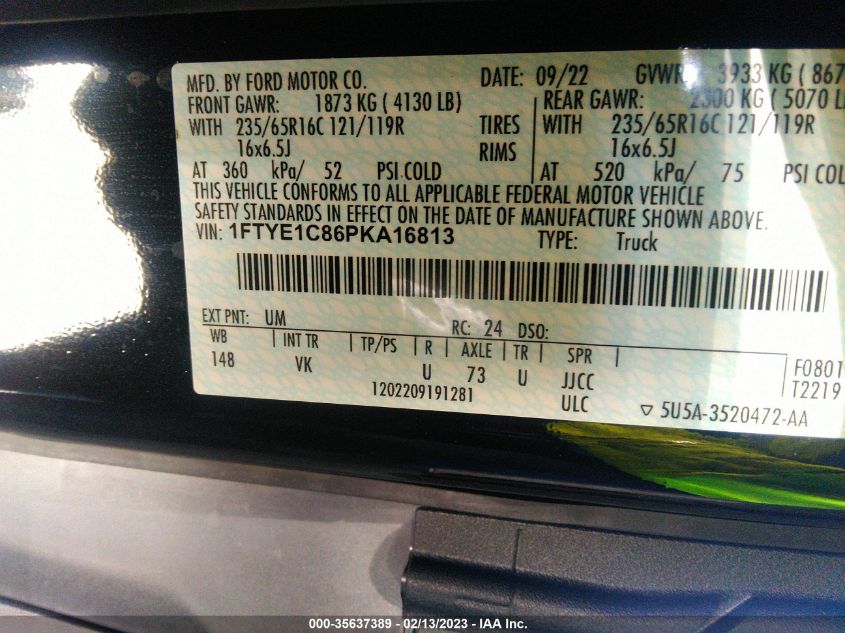 MFD. BY FORD MOTOR CO. DATE: 09/22 GVWR: 3933 KG ( 867
FRONT GAWR: 1873 KG ( 4130 LB) REAR GAWR: 2300 KG ( 5070 LB
WITH 235/65R16C 121/119R TIRES WITH 235/65R16C 121/119R
16x6.5J RIMS 16x6.5J
AT 360 kPa/ 52 PSI COLD AT 520 kPa/ 75 PSI COL
THIS VEHICLE CONFORMS TO ALL APPLICABLE FEDERAL MOTOR VEHICLE
SAFETY STANDARDS IN EFFECT ON THE DATE OF MANUFACTURE SHOWN ABOVE.
VIN: 1FTYE1C86PKA16813 TYPE: Truck
EXT PNT: UM RC: 24 DSO:
WB INT TR TP/PS R AXLE TR SPR
148 VK U 73 U JJCC
F0801
T2219
1202209191281 ULC
▽ 5U5A-3520472-AA
000-35637389 - 02/13/2023 - IAA Inc.